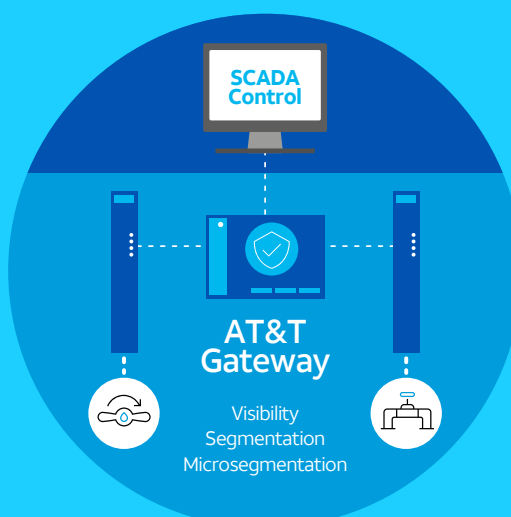 SCADA
Control
AT&T
Gateway
Visibility
Segmentation
Microsegmentation